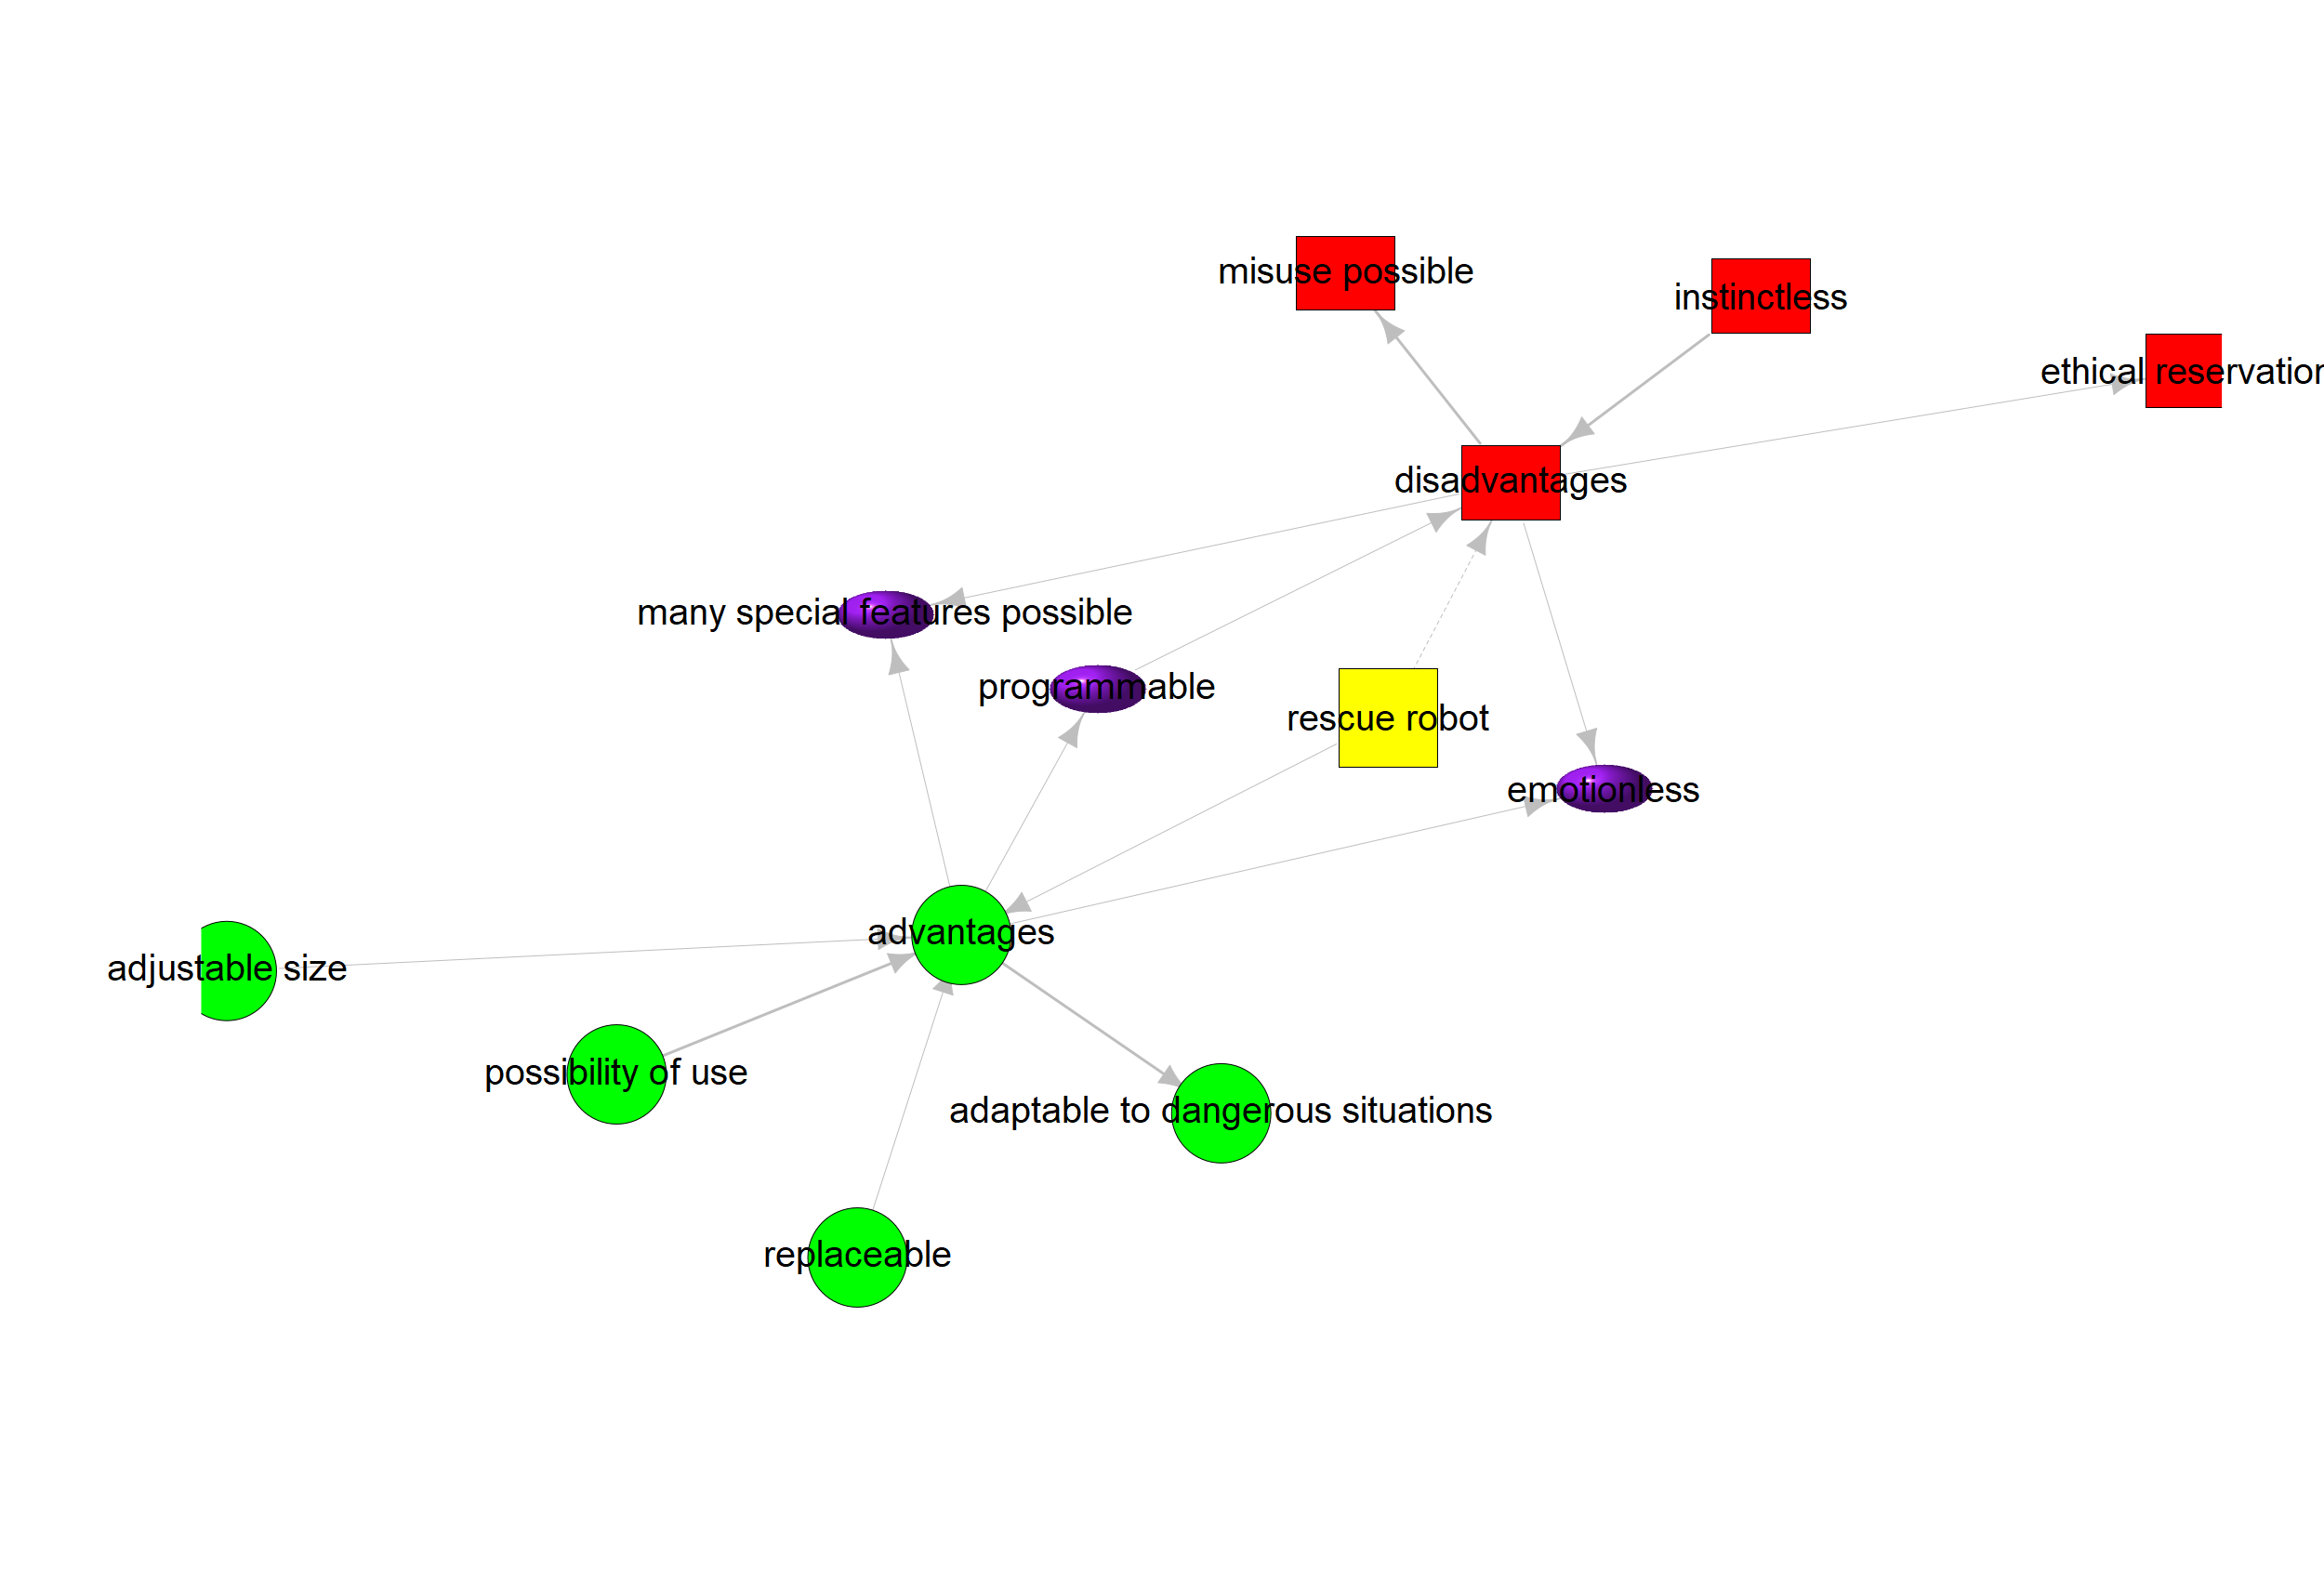 misuse possible
instinctless
ethical reservation
disadvantages
many special features possible
programmable
rescue robot
emotionless
advantages
adjustable size
possibility of use
adaptable to dangerous situations
replaceable